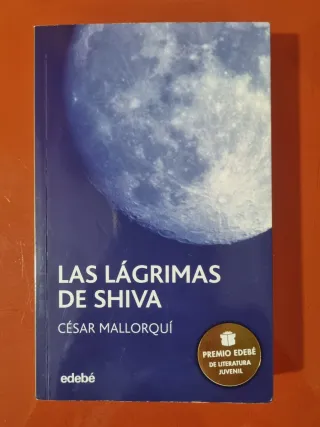 LAS LÁGRIMAS
DE SHIVA
CÉSAR MALLORQUÍ
PREMIO EDEBÉ
DE LITERATURA
JUVENIL
edebé